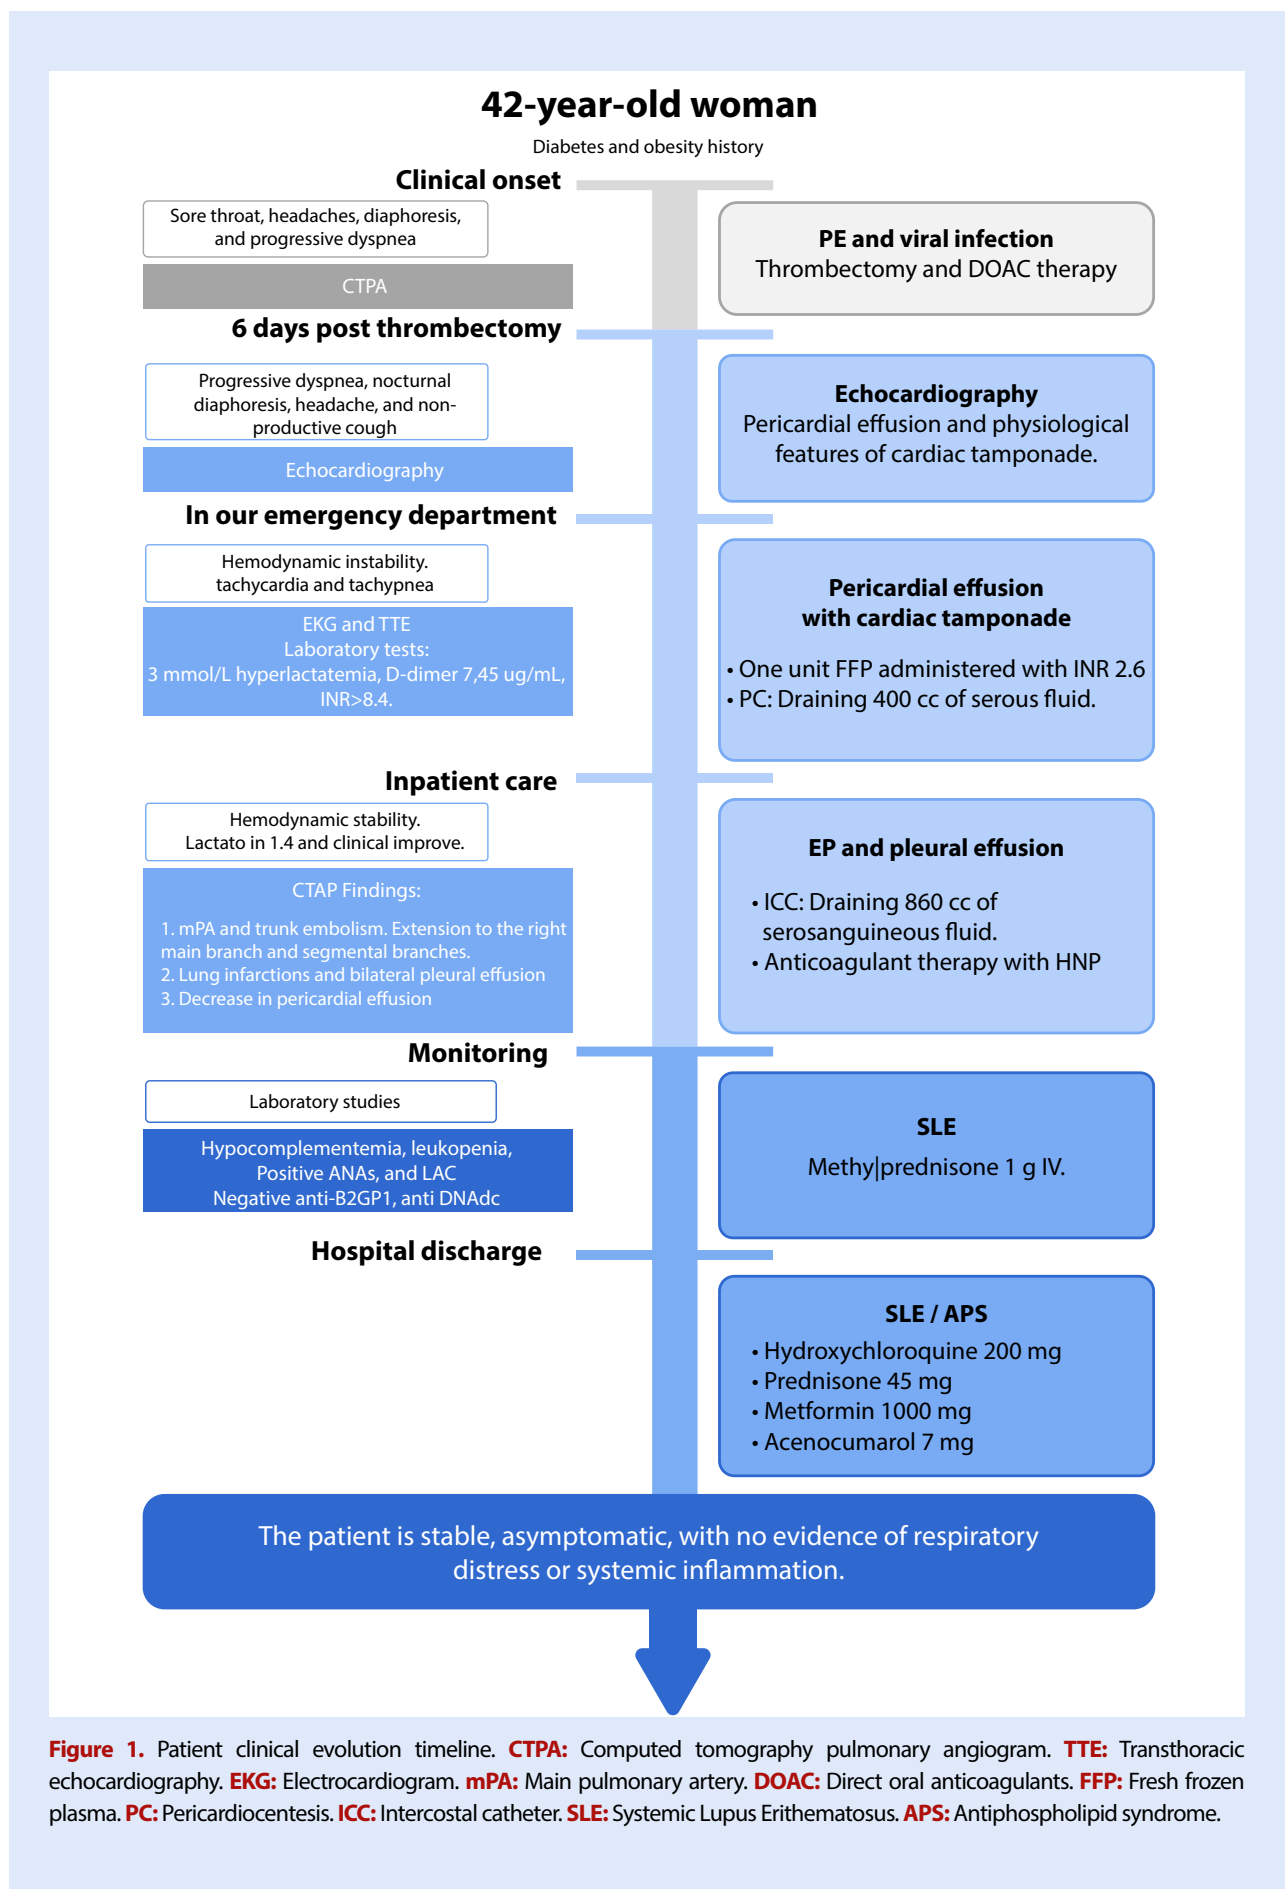 42-year-old woman
Diabetes and obesity history
Clinical onset
Sore throat, headaches, diaphoresis,
and progressive dyspnea
CTPA
PE and viral infection
Thrombectomy and DOAC therapy
6 days post thrombectomy
Progressive dyspnea, nocturnal
diaphoresis, headache, and non-
productive cough
Echocardiography
Echocardiography
Pericardial effusion and physiological
features of cardiac tamponade.
In our emergency department
Hemodynamic instability.
tachycardia and tachypnea
EKG and TTE
Laboratory tests:
3 mmol/L hyperlactatemia, D-dimer 7,45 ug/mL,
INR>8.4.
Pericardial effusion
with cardiac tamponade
• One unit FFP administered with INR 2.6
• PC: Draining 400 cc of serous fluid.
Inpatient care
Hemodynamic stability.
Lactato in 1.4 and clinical improve.
CTAP Findings:
1. mPA and trunk embolism. Extension to the right
main branch and segmental branches.
2. Lung infarctions and bilateral pleural effusion
3. Decrease in pericardial effusion
EP and pleural effusion
• ICC: Draining 860 cc of
serosanguineous fluid.
• Anticoagulant therapy with HNP
Monitoring
Laboratory studies
Hypocomplementemia, leukopenia,
Positive ANAs, and LAC
Negative anti-B2GP1, anti DNAdc
SLE
Methy|prednisone 1 g IV.
Hospital discharge
SLE / APS
• Hydroxychloroquine 200 mg
• Prednisone 45 mg
• Metformin 1000 mg
• Acenocumarol 7 mg
The patient is stable, asymptomatic, with no evidence of respiratory
distress or systemic inflammation.
Figure 1. Patient clinical evolution timeline. CTPA: Computed tomography pulmonary angiogram. TTE: Transthoracic
echocardiography. EKG: Electrocardiogram. mPA: Main pulmonary artery. DOAC: Direct oral anticoagulants. FFP: Fresh frozen
plasma. PC: Pericardiocentesis. ICC: Intercostal catheter. SLE: Systemic Lupus Erithematosus. APS: Antiphospholipid syndrome.